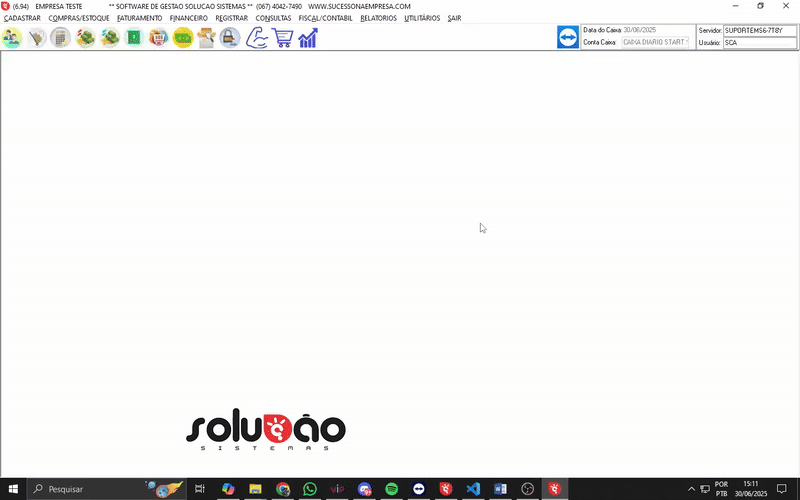 (6.94) EMPRESA TESTE ** SOFTWARE DE GESTAO SOLUCAO SISTEMAS ** (067) 4042-7490 WWW.SUCESSONAEMPRESA.COM
CADASTRAR COMPRAS/ESTOQUE FATURAMENTO FINANCEIRO REGISTRAR CONSULTAS FISCAL/CONTABIL RELATORIOS UTILITÁRIOS SAIR
Data do Caixa: 30/06/2025 Servidor: SUPORTEMS6-7T8Y
Conta Caixa: CAIXA DIARIO START Usuário: SCA
solução
SISTEMAS
Pesquisar
vip
POR 15:11
PTB 30/06/2025